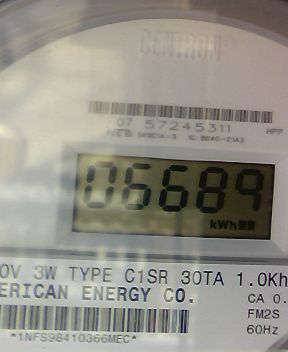 CENTRON®
07 57245311 HPP
06689
kWh
0V 3W TYPE C1SR 30TA 1.0Kh
ERICAN ENERGY CO.
CA 0.
FM2S
60Hz
*1NFS98410366MEC*